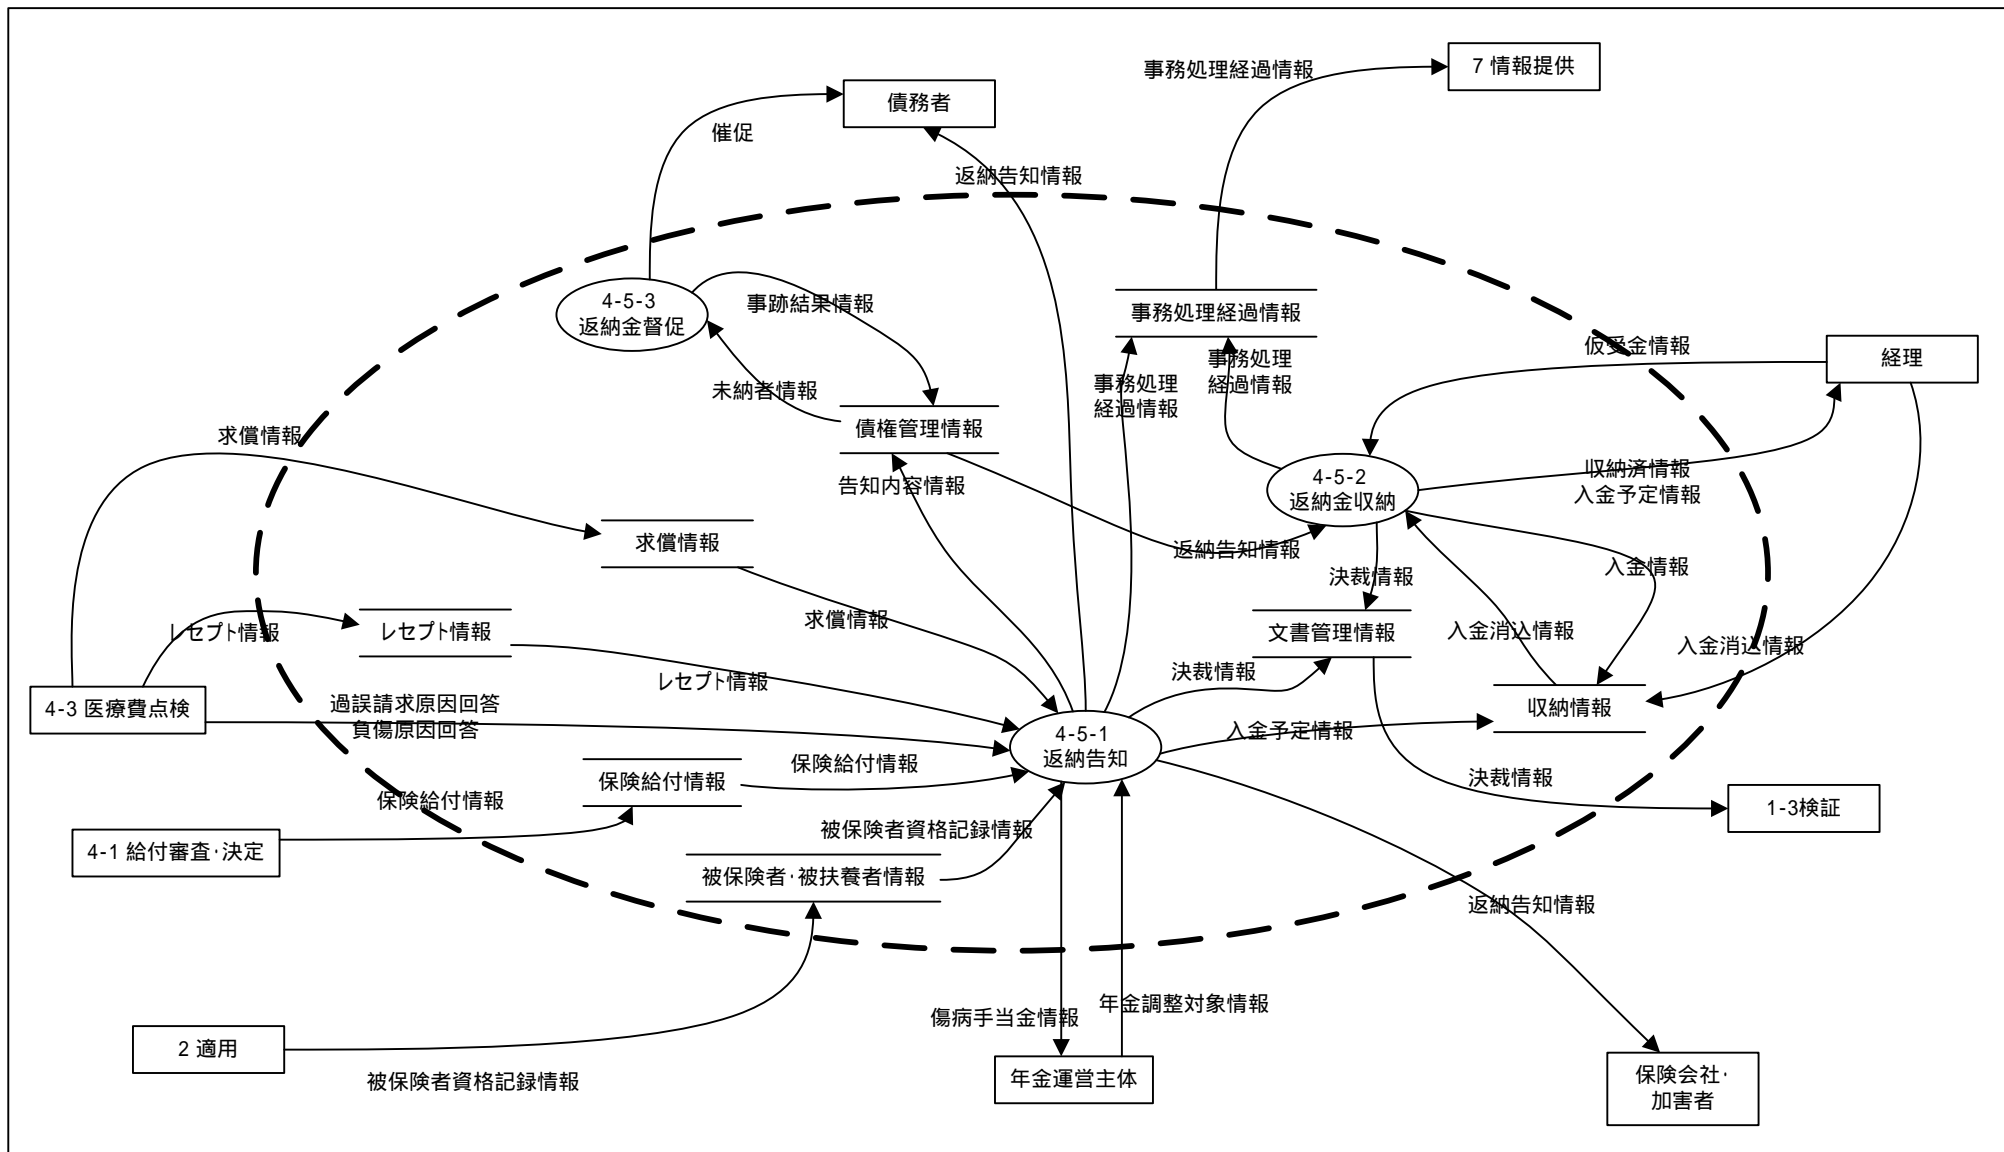 事務処理経過情報
7 情報提供
債務者
催促
返納告知情報
4-5-3
返納金督促
事跡結果情報
事務処理経過情報
仮受金情報
経理
未納者情報
事務処理
経過情報
事務処理
経過情報
債権管理情報
求償情報
告知内容情報
4-5-2
返納金収納
収納済情報
入金予定情報
求償情報
返納告知情報
入金情報
決裁情報
求償情報
レセプト情報
レセプト情報
文書管理情報
入金消込情報
入金消込情報
レセプト情報
決裁情報
4-3 医療費点検
過誤請求原因回答
負傷原因回答
収納情報
4-5-1
返納告知
入金予定情報
保険給付情報
保険給付情報
決裁情報
保険給付情報
1-3検証
被保険者資格記録情報
4-1 給付審査・決定
被保険者・被扶養者情報
返納告知情報
傷病手当金情報
年金調整対象情報
2 適用
被保険者資格記録情報
年金運営主体
保険会社・
加害者